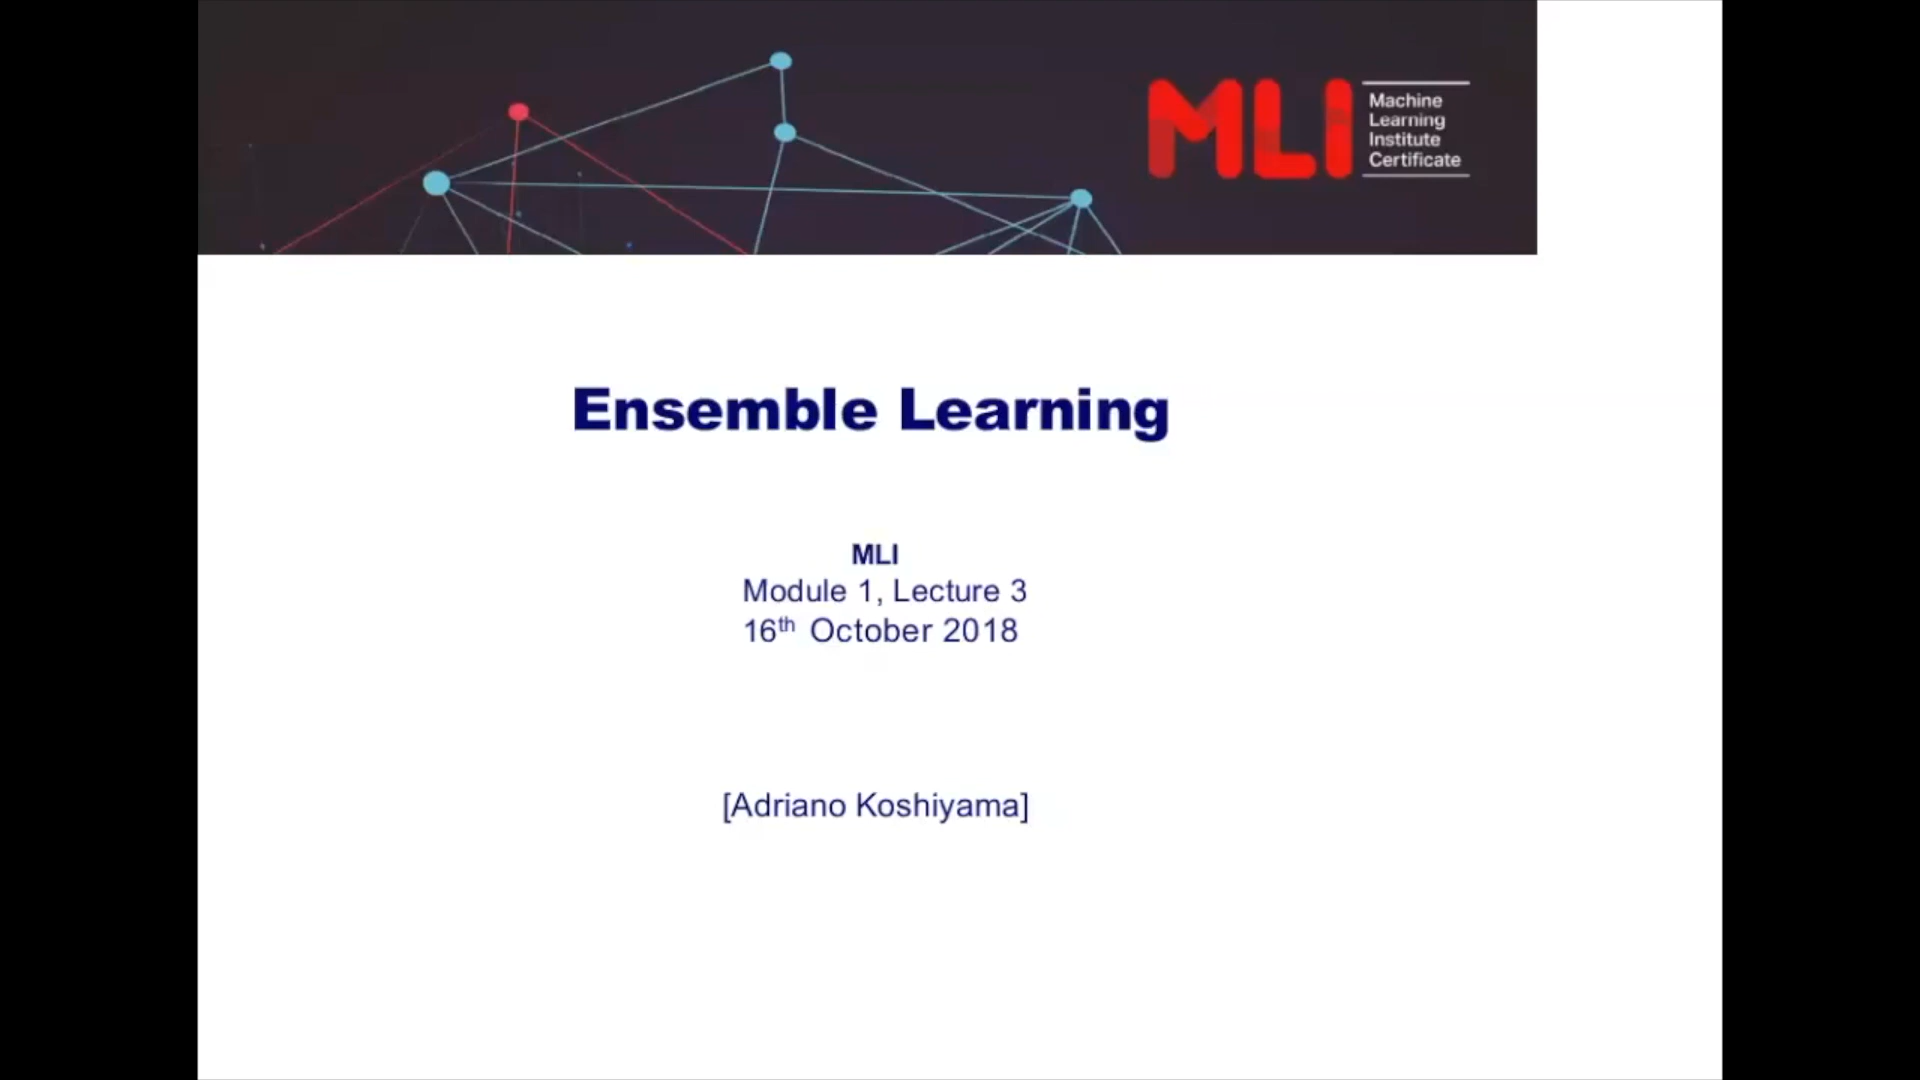 MLI
Machine
Learning
Institute
Certificate
Ensemble Learning
MLI
Module 1, Lecture 3
16th October 2018
[Adriano Koshiyama]